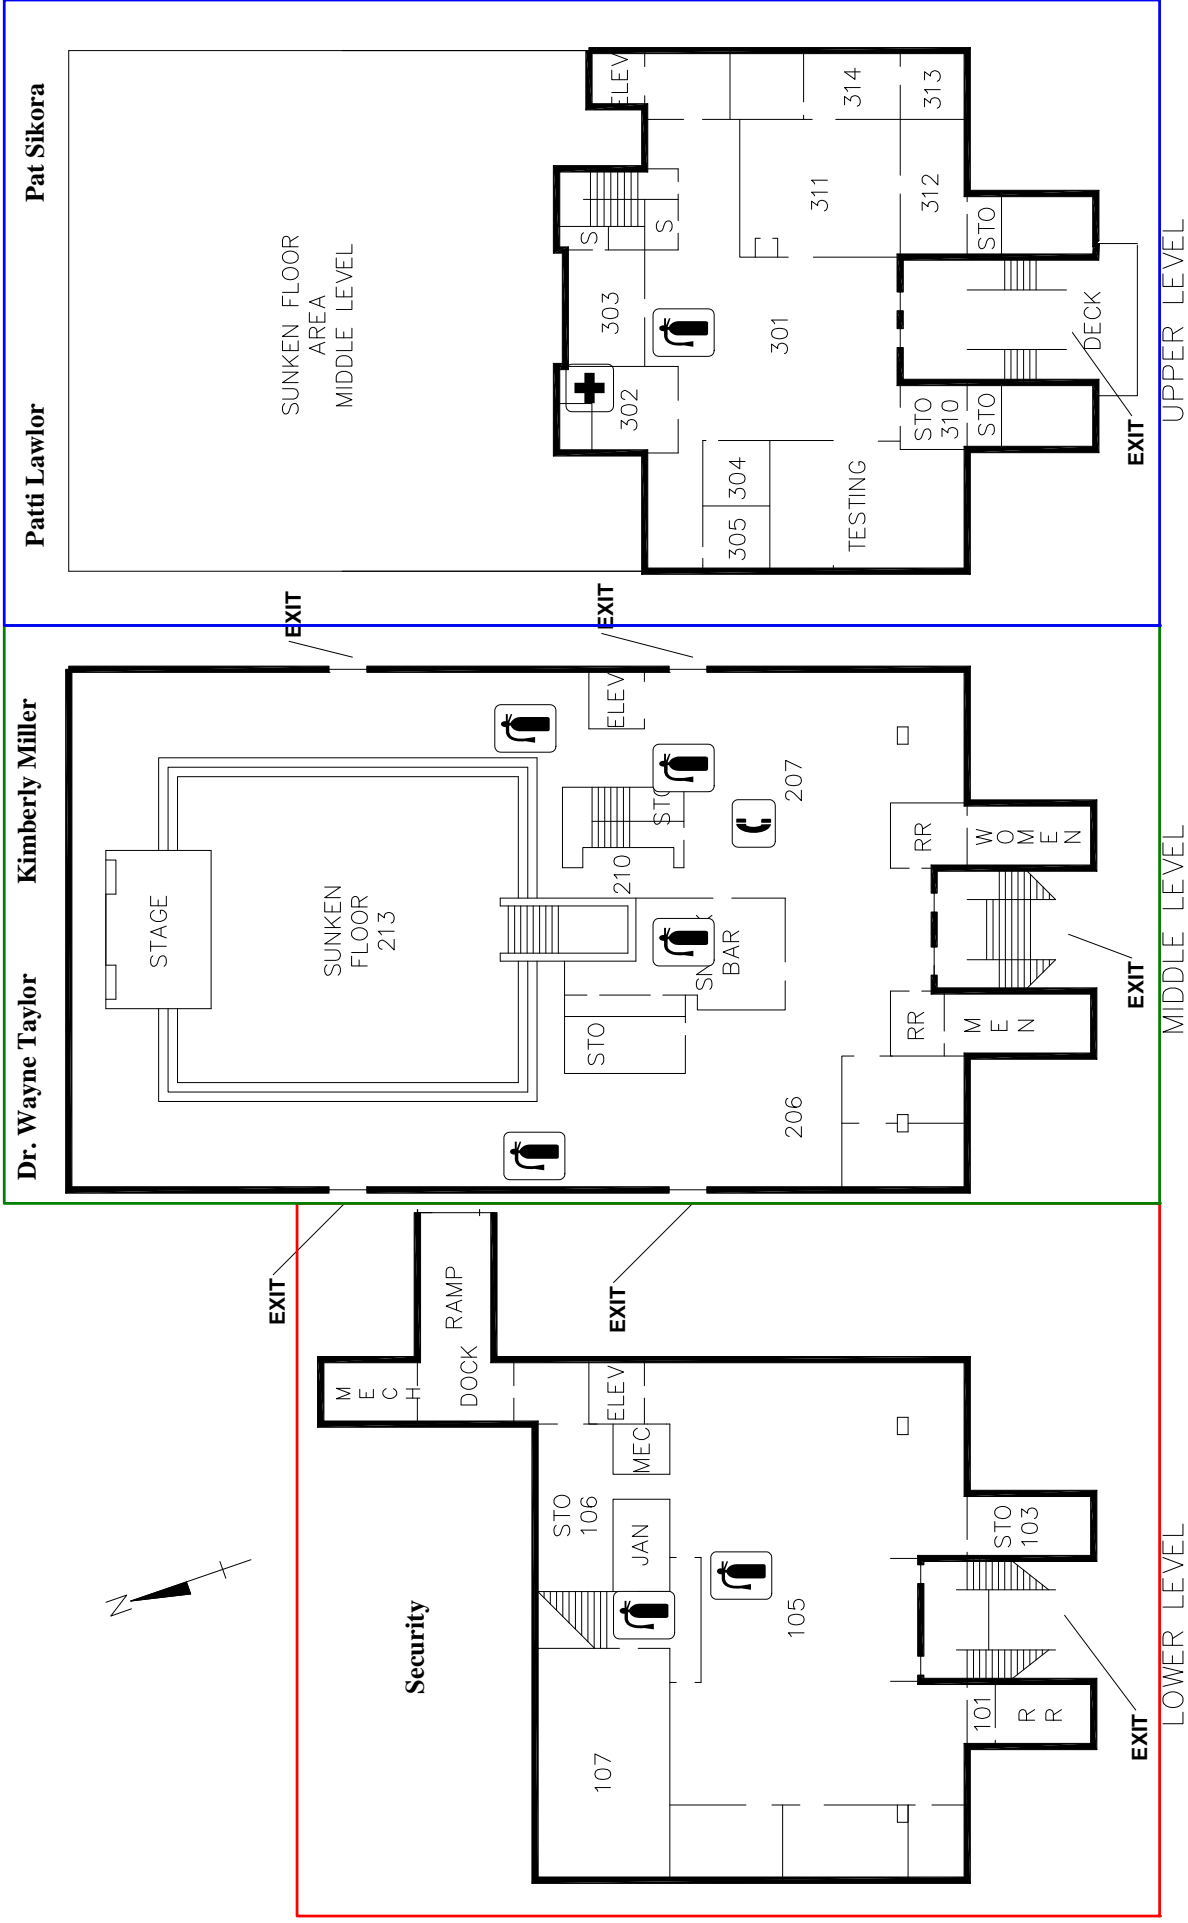 Pat Sikora
Patti Lawlor
SUNKEN FLOOR
AREA
MIDDLE LEVEL
ELEV
314
313
S
S
311
312
STO
303
302
301
304
305
TESTING
STO
310
STO
DECK
EXIT
UPPER LEVEL
Kimberly Miller
Dr. Wayne Taylor
EXIT
EXIT
STAGE
SUNKEN
FLOOR
213
ELEV
STO
207
210
BAR
STO
206
RR
WOMEN
RR
MEN
EXIT
MIDDLE LEVEL
EXIT
EXIT
N
Security
MECH
RAMP
DOCK
ELEV
MEC
STO
106
JAN
107
105
STO
103
101
RR
EXIT
LOWER LEVEL